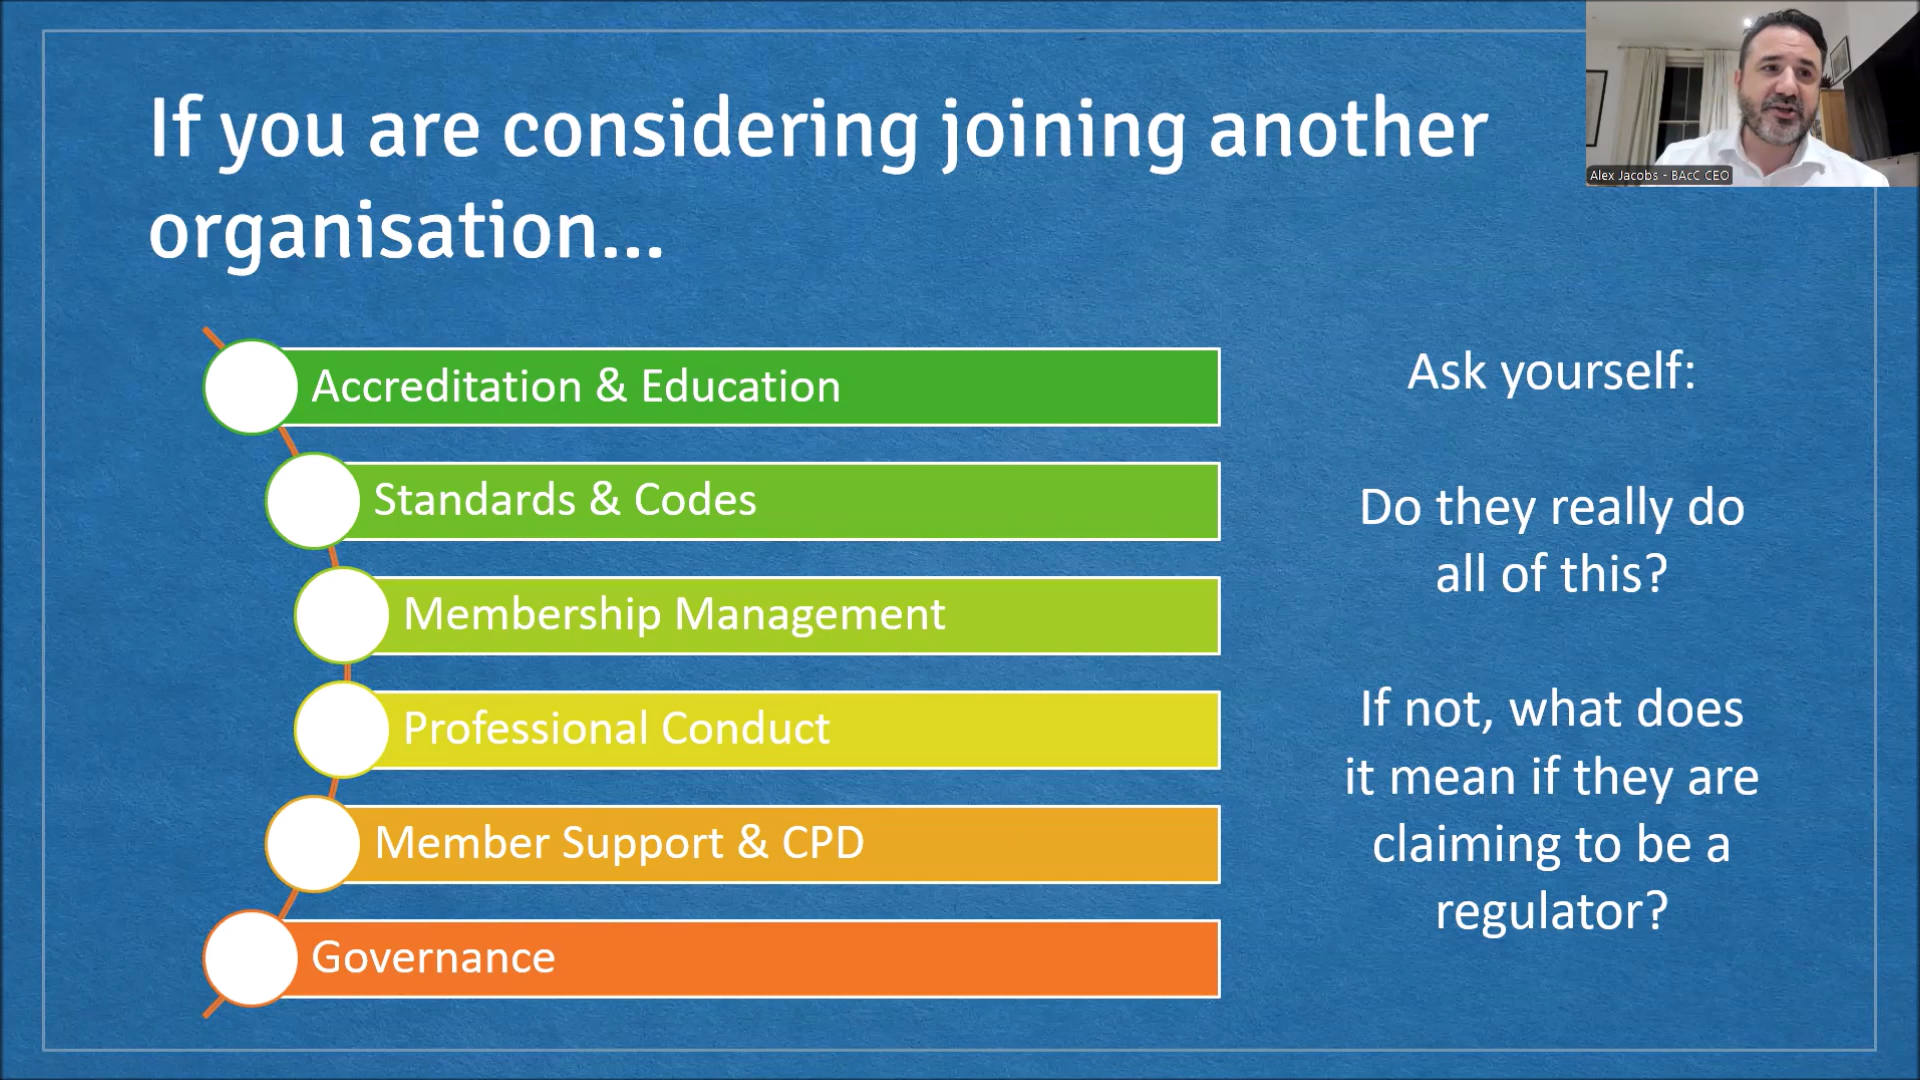 If you are considering joining another
organisation...
Alex Jacobs - BAcC CEO
Accreditation & Education
Standards & Codes
Membership Management
Professional Conduct
Member Support & CPD
Governance
Ask yourself:
Do they really do
all of this?
If not, what does
it mean if they are
claiming to be a
regulator?